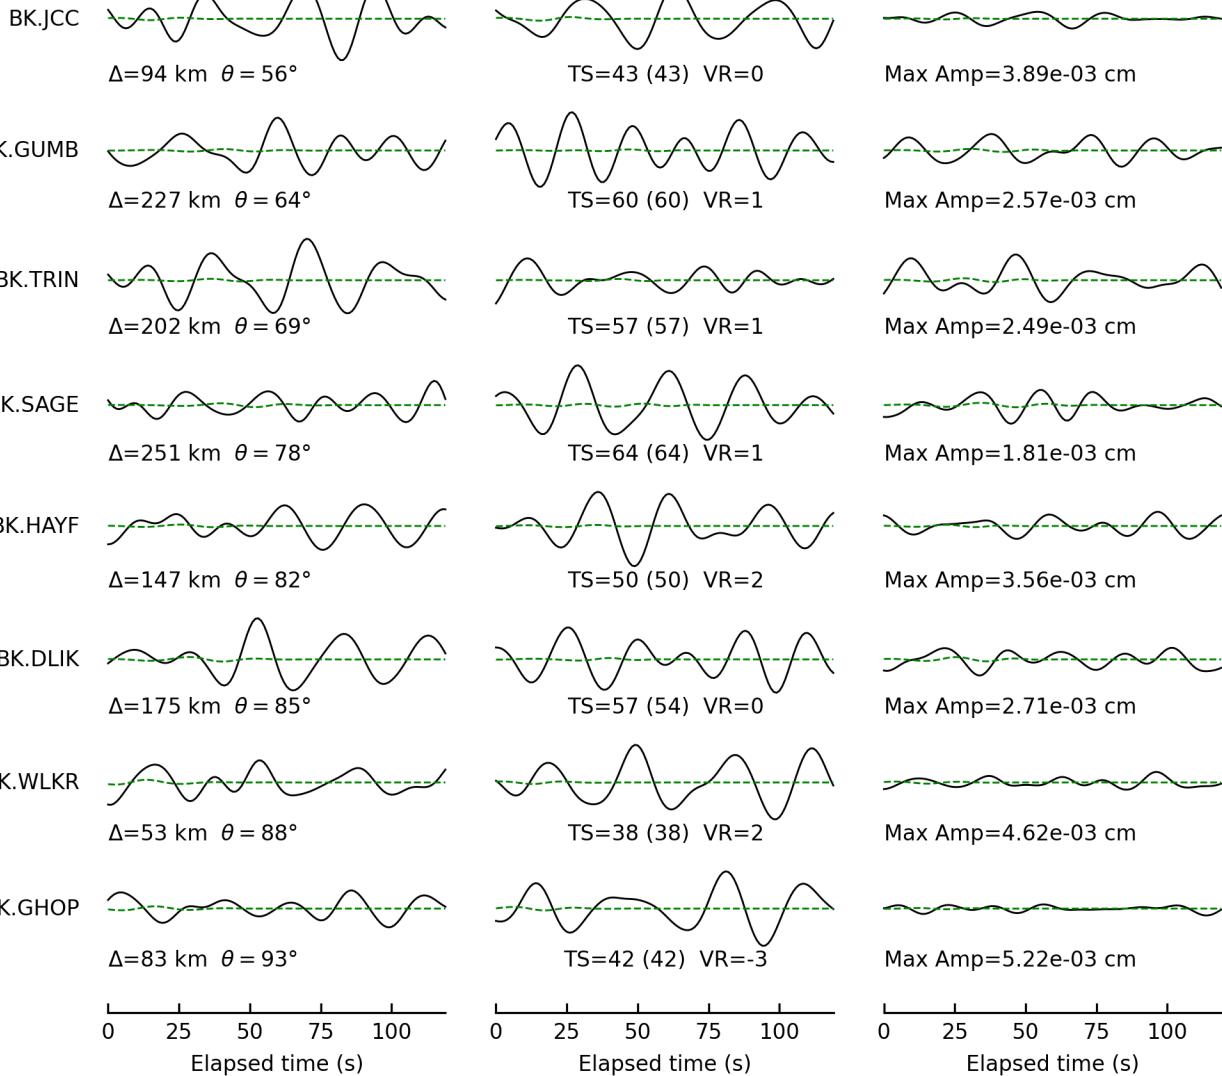 BK.JCC
Δ=94 km θ = 56° TS=43 (43) VR=0 Max Amp=3.89e-03 cm
K.GUMB
Δ=227 km θ = 64° TS=60 (60) VR=1 Max Amp=2.57e-03 cm
BK.TRIN
Δ=202 km θ = 69° TS=57 (57) VR=1 Max Amp=2.49e-03 cm
K.SAGE
Δ=251 km θ = 78° TS=64 (64) VR=1 Max Amp=1.81e-03 cm
BK.HAYF
Δ=147 km θ = 82° TS=50 (50) VR=2 Max Amp=3.56e-03 cm
BK.DLIK
Δ=175 km θ = 85° TS=57 (54) VR=0 Max Amp=2.71e-03 cm
K.WLKR
Δ=53 km θ = 88° TS=38 (38) VR=2 Max Amp=4.62e-03 cm
K.GHOP
Δ=83 km θ = 93° TS=42 (42) VR=-3 Max Amp=5.22e-03 cm
0 25 50 75 100 0 25 50 75 100 0 25 50 75 100
Elapsed time (s) Elapsed time (s) Elapsed time (s)